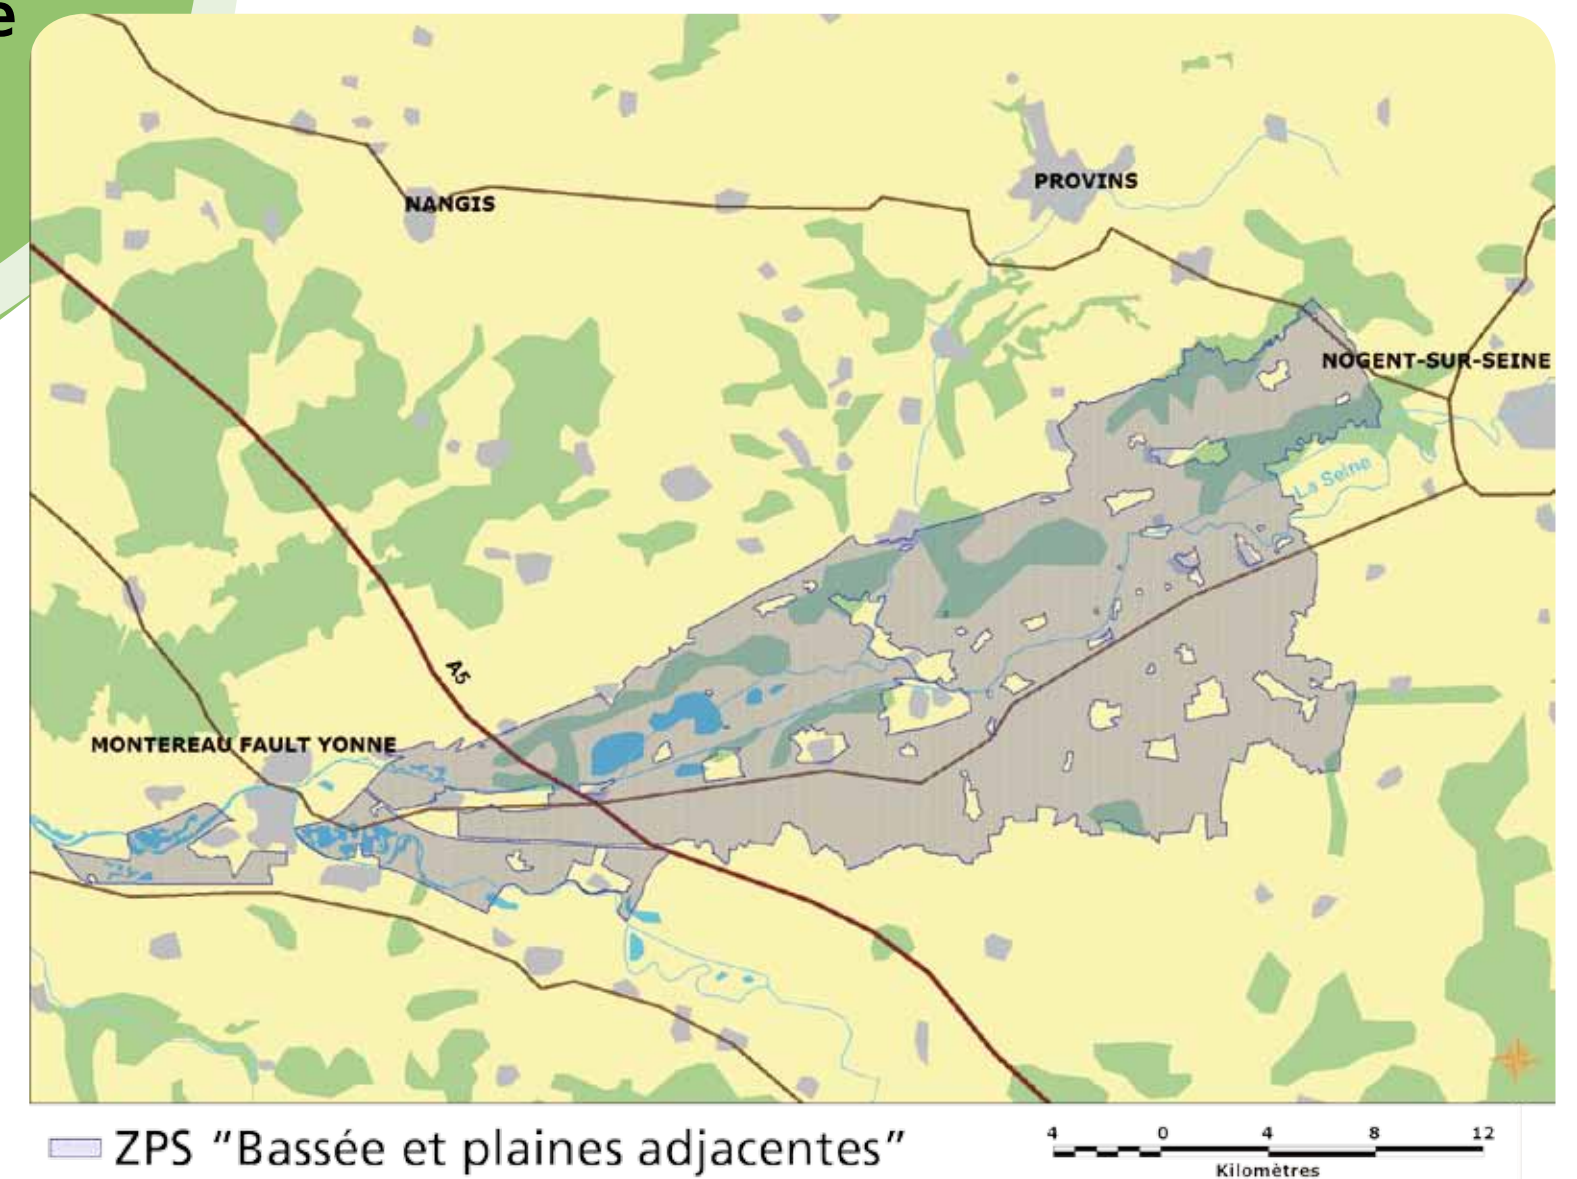 e
PROVINS
NANGIS
NOGENT-SUR-SEINE
La Seine
A5
MONTEREAU FAULT YONNE
ZPS "Bassée et plaines adjacentes"
4 0 4 8 12
Kilomètres